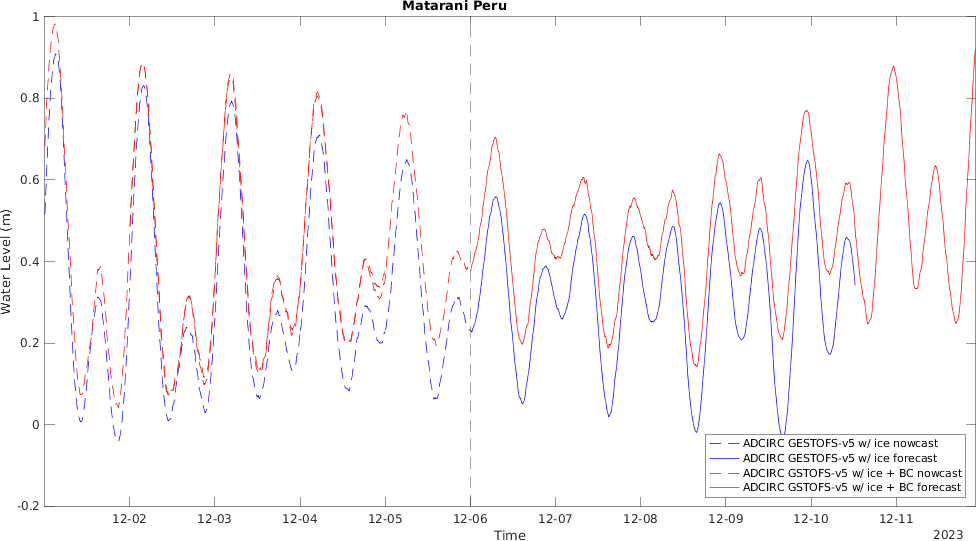 Matarani Peru
1
0.8
0.6
0.4
0.2
0
-0.2
Water Level (m)
ADCIRC GESTOFS-v5 w/ ice nowcast
ADCIRC GESTOFS-v5 w/ ice forecast
ADCIRC GSTOFS-v5 w/ ice + BC nowcast
ADCIRC GSTOFS-v5 w/ ice + BC forecast
12-02 12-03 12-04 12-05 12-06 12-07 12-08 12-09 12-10 12-11
Time
2023